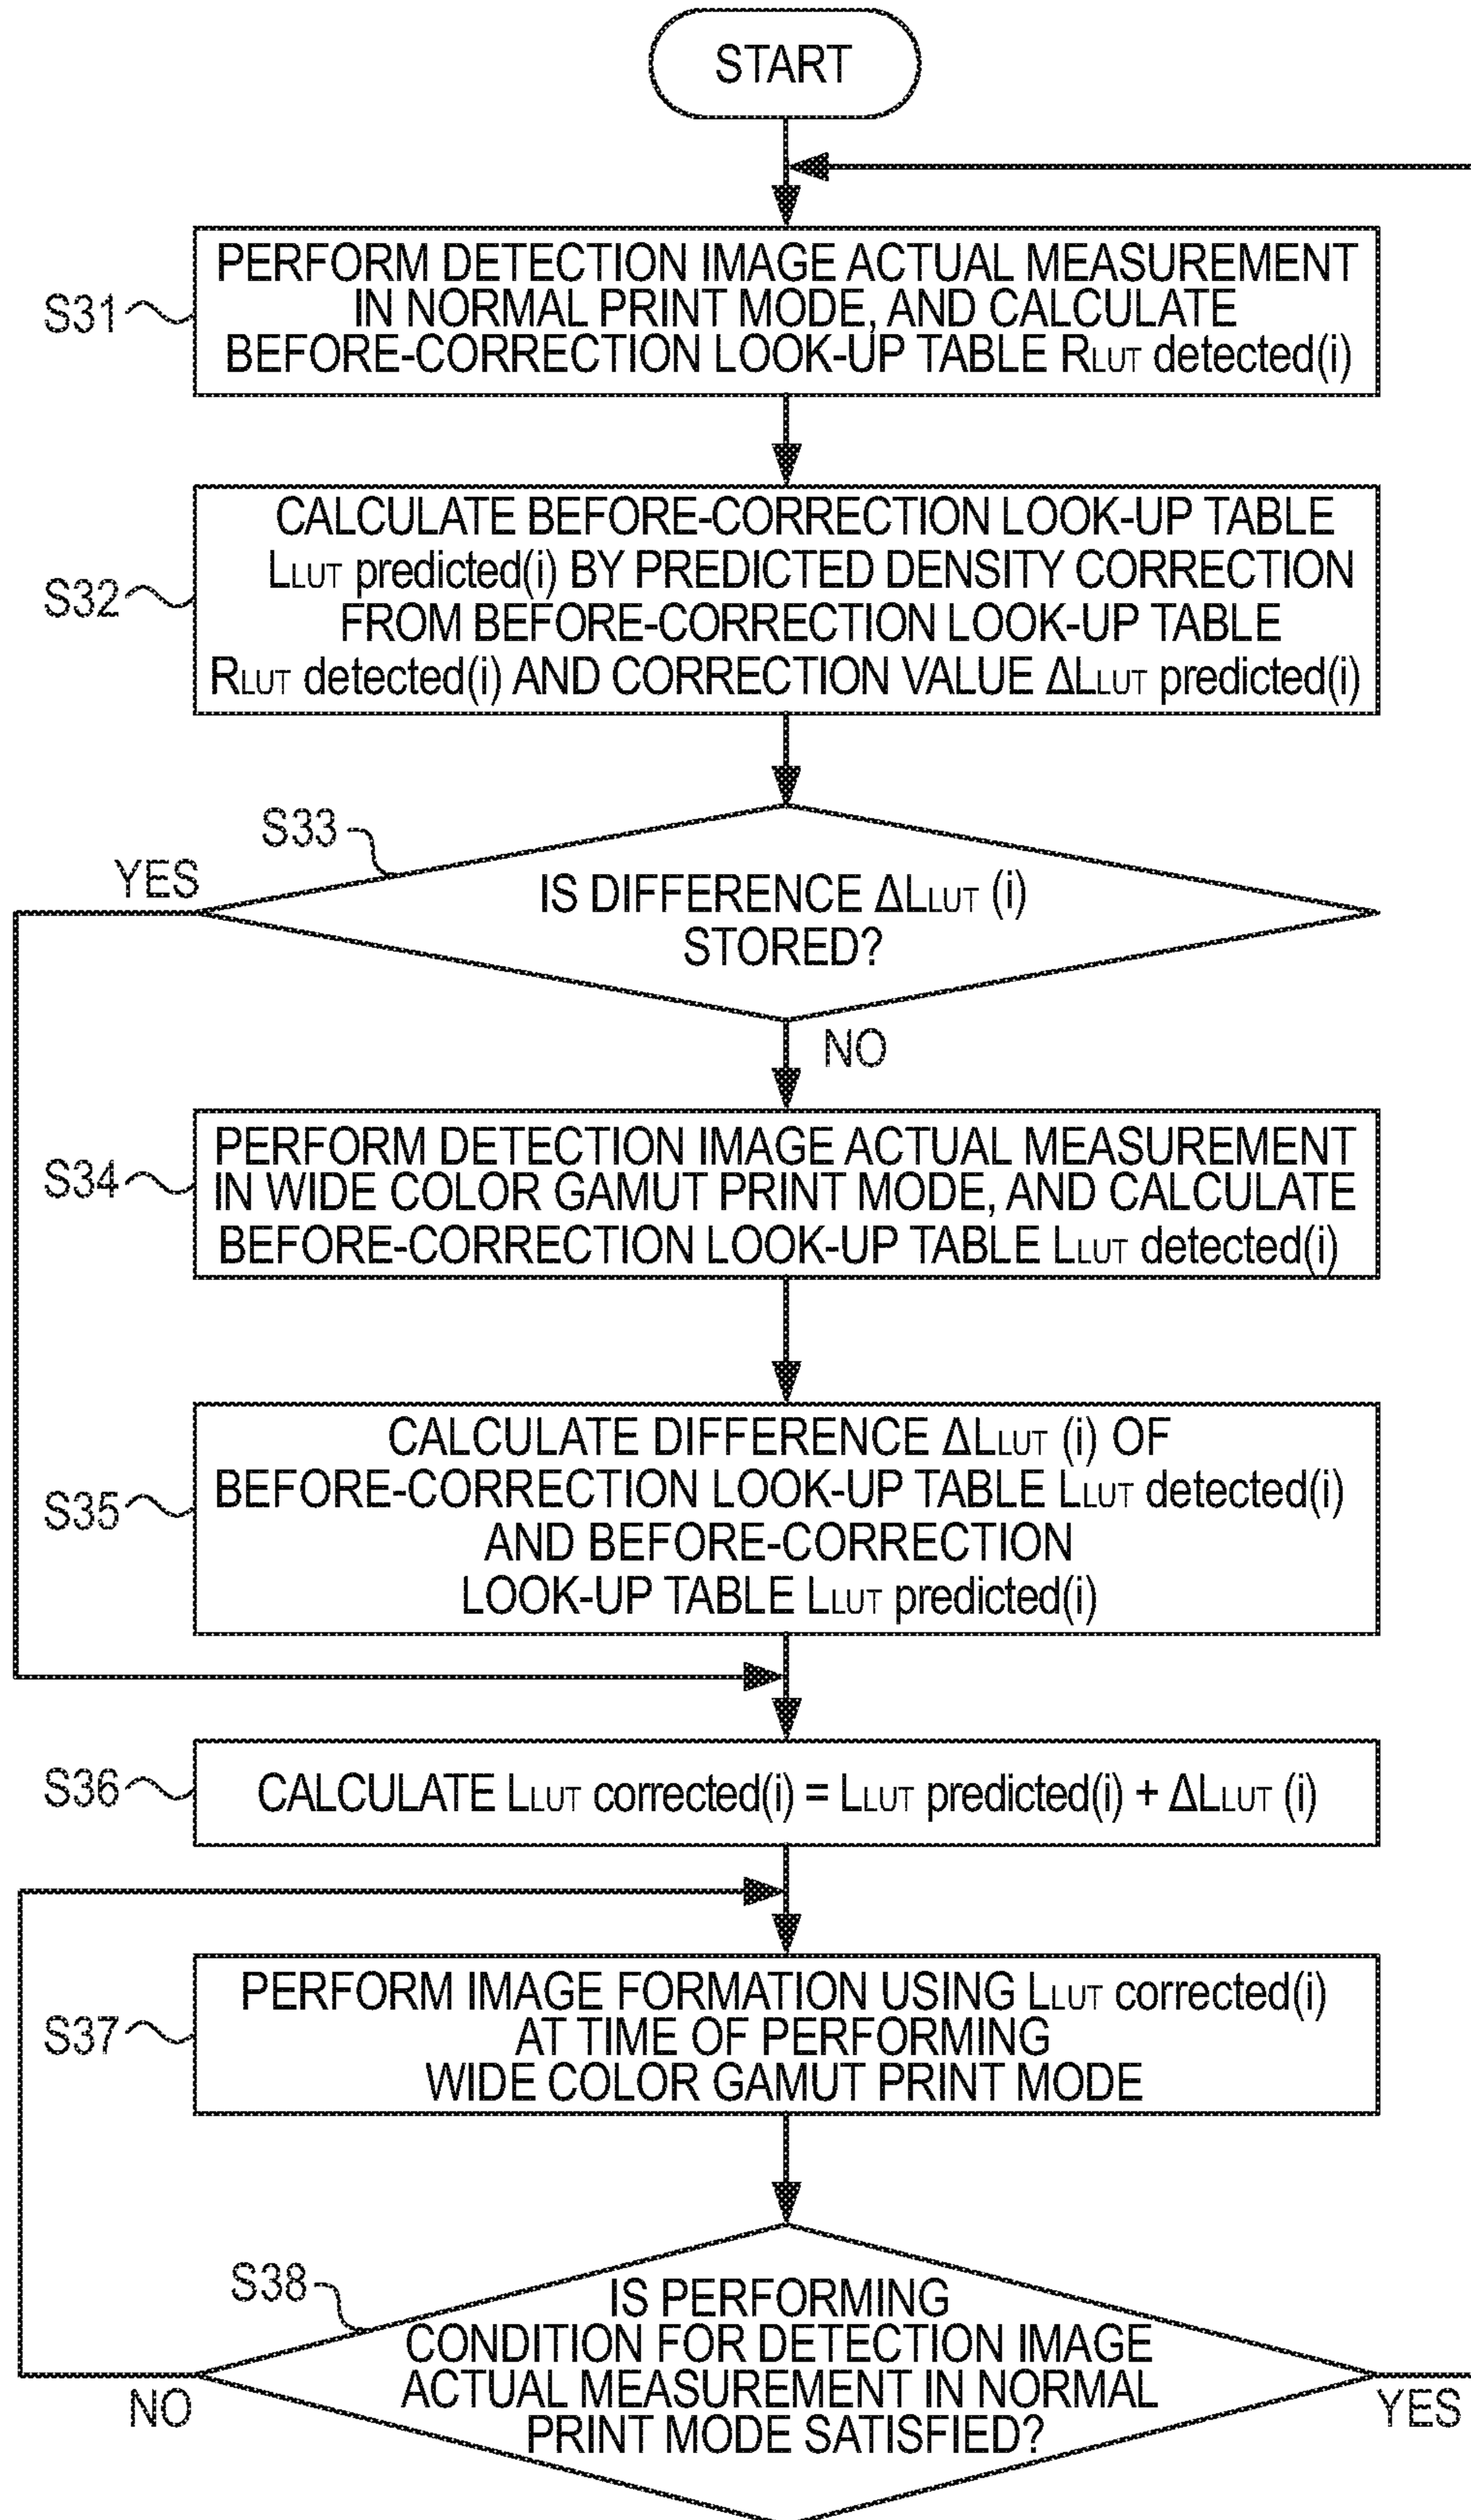 START
S31
PERFORM DETECTION IMAGE ACTUAL MEASUREMENT
IN NORMAL PRINT MODE, AND CALCULATE
BEFORE-CORRECTION LOOK-UP TABLE RLUT detected(i)
S32
CALCULATE BEFORE-CORRECTION LOOK-UP TABLE
LLUT predicted(i) BY PREDICTED DENSITY CORRECTION
FROM BEFORE-CORRECTION LOOK-UP TABLE
RLUT detected(i) AND CORRECTION VALUE ΔLLUT predicted(i)
S33
YES
IS DIFFERENCE ΔLLUT (i)
STORED?
NO
S34
PERFORM DETECTION IMAGE ACTUAL MEASUREMENT
IN WIDE COLOR GAMUT PRINT MODE, AND CALCULATE
BEFORE-CORRECTION LOOK-UP TABLE LLUT detected(i)
S35
CALCULATE DIFFERENCE ΔLLUT (i) OF
BEFORE-CORRECTION LOOK-UP TABLE LLUT detected(i)
AND BEFORE-CORRECTION
LOOK-UP TABLE LLUT predicted(i)
S36
CALCULATE LLUT corrected(i) = LLUT predicted(i) + ΔLLUT (i)
S37
PERFORM IMAGE FORMATION USING LLUT corrected(i)
AT TIME OF PERFORMING
WIDE COLOR GAMUT PRINT MODE
S38
IS PERFORMING
CONDITION FOR DETECTION IMAGE
ACTUAL MEASUREMENT IN NORMAL
PRINT MODE SATISFIED?
NO
YES